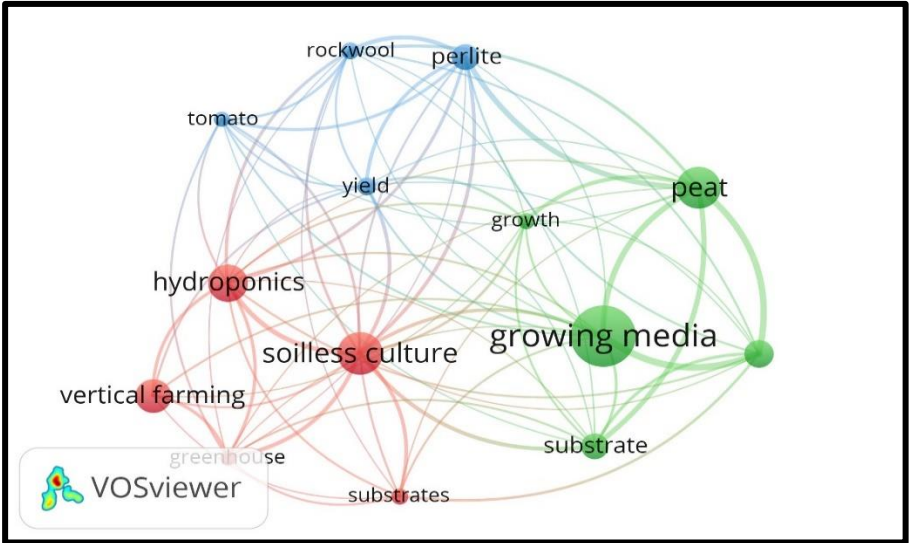 rockwool
perlite
tomato
yield
peat
growth
hydroponics
growing media
soilless culture
vertical farming
substrate
greenhouse
VOSviewer
substrates